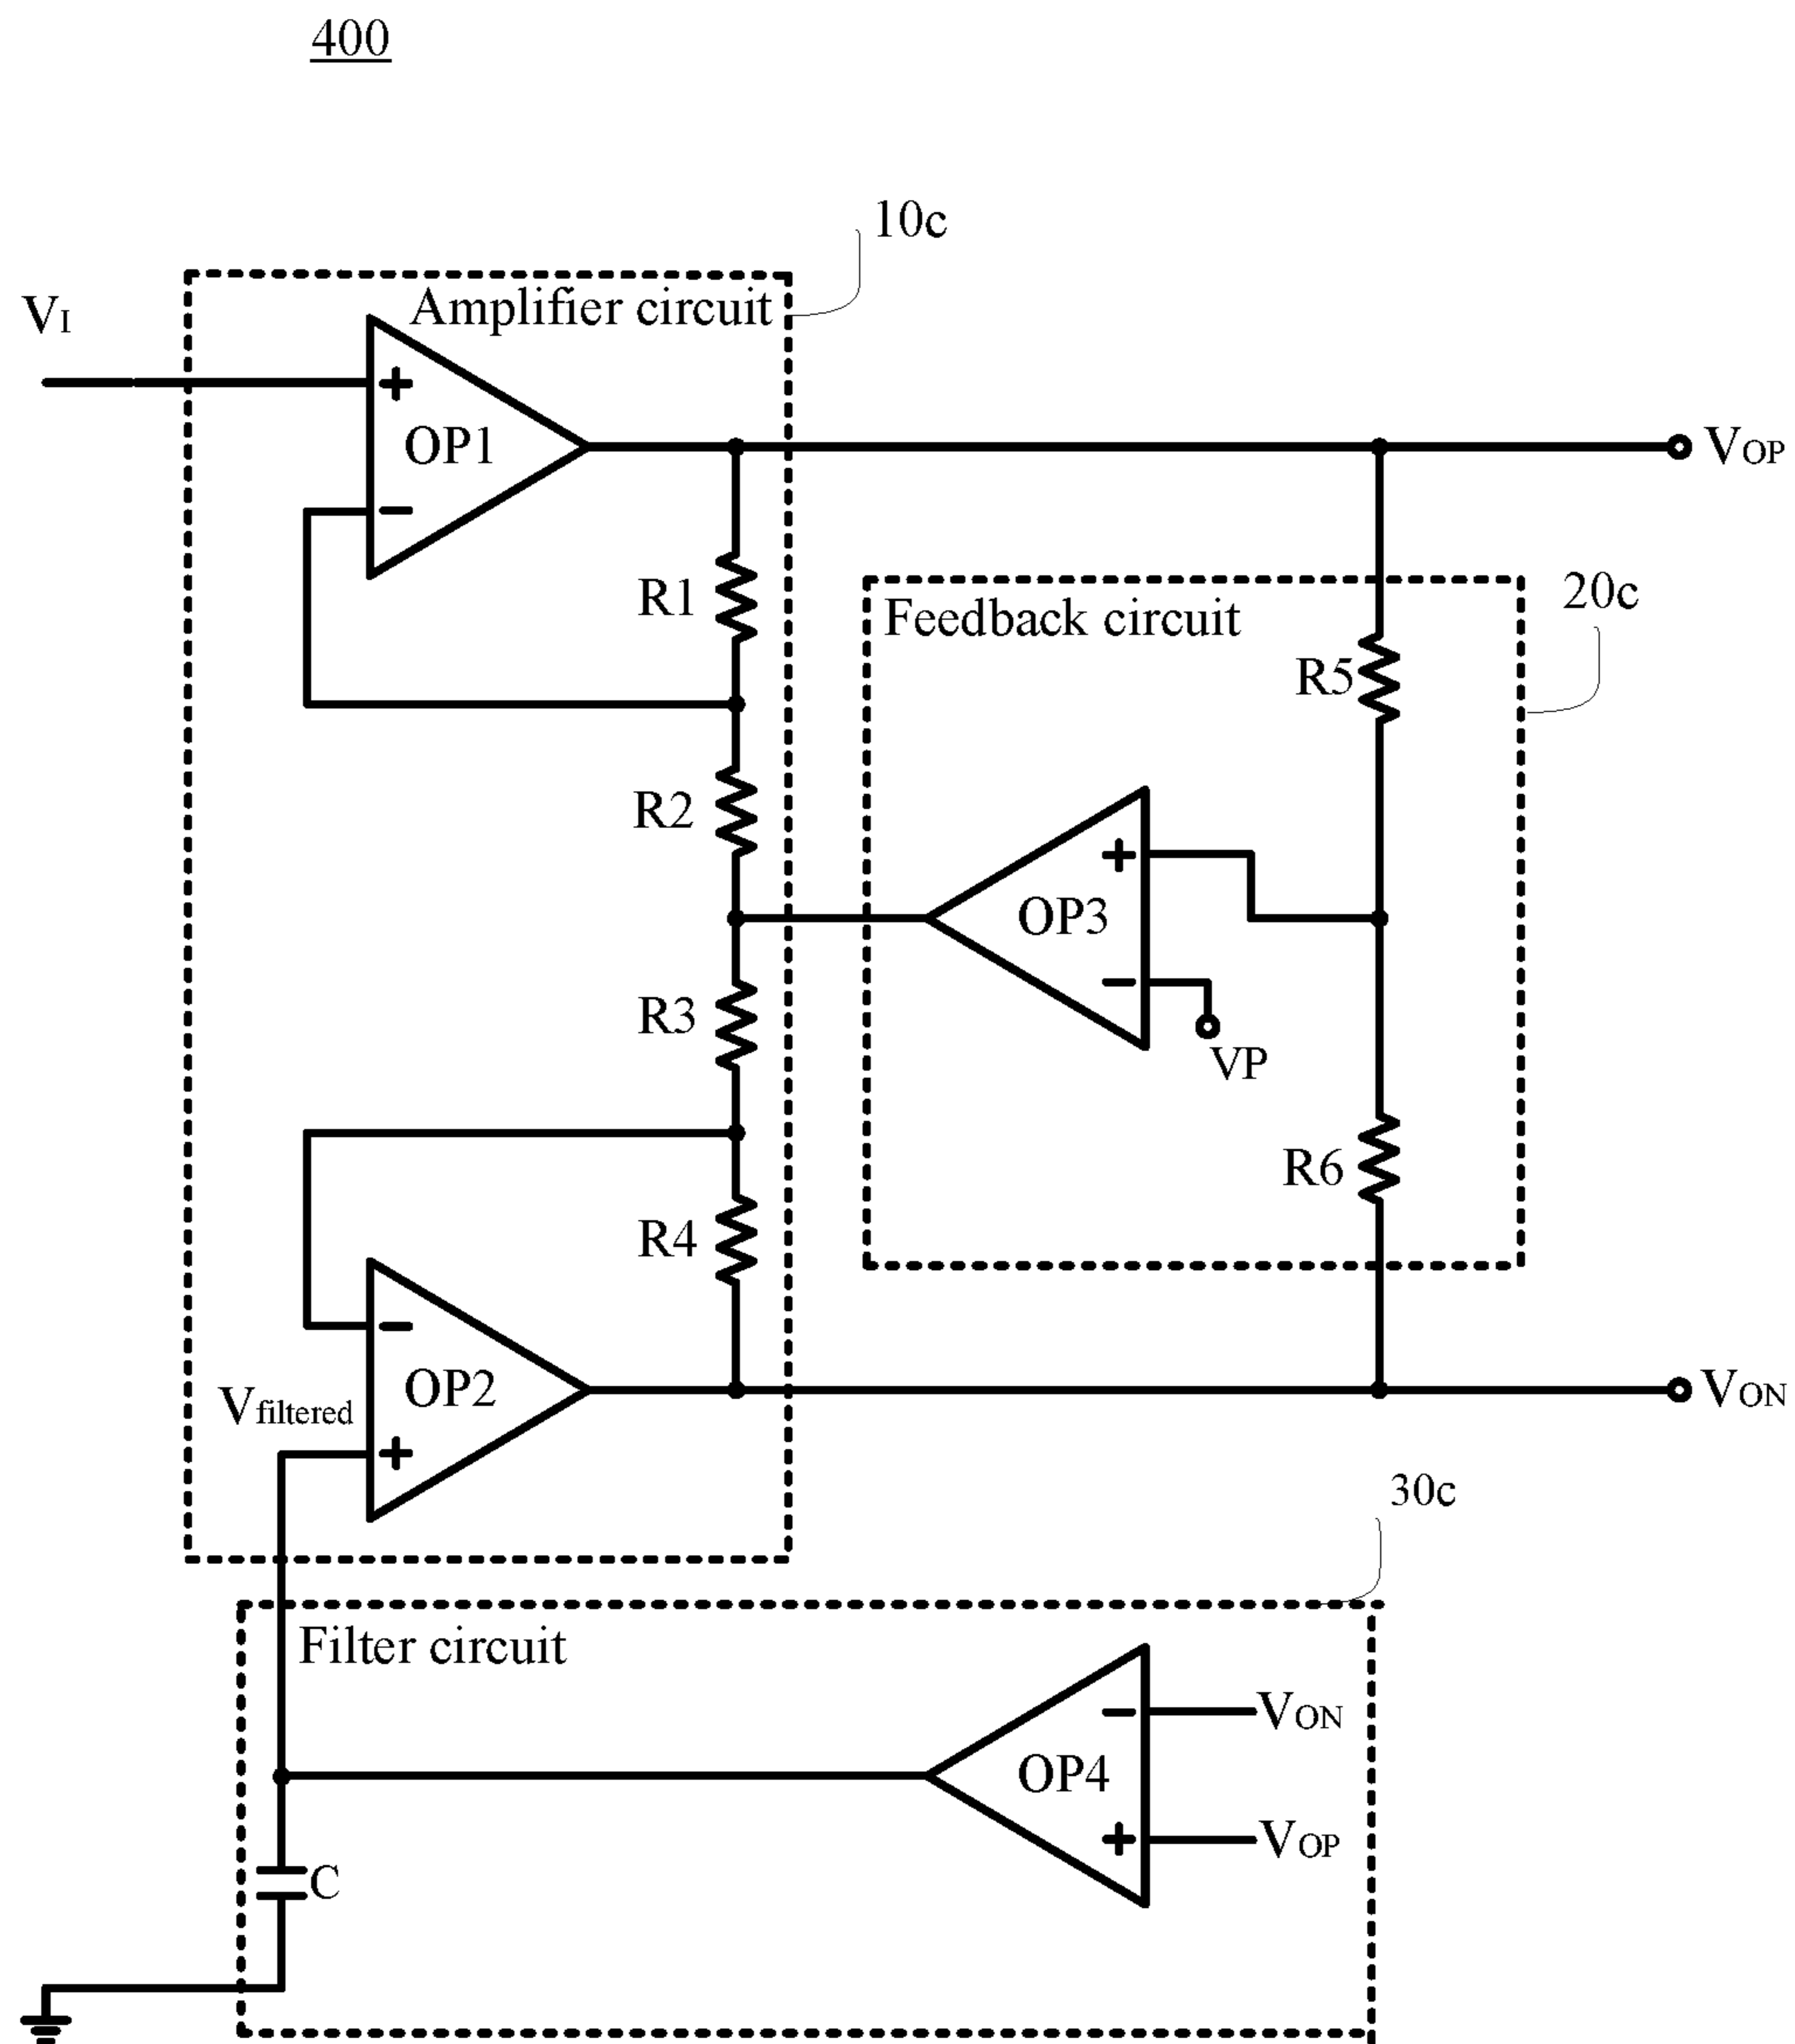 400
10c
Amplifier circuit
VI
+
OP1
−
VOP
R1
20c
Feedback circuit
R5
R2
+
OP3
−
VP
R3
R6
R4
−
OP2
Vfiltered
+
VON
30c
Filter circuit
−
VON
OP4
+
VOP
C